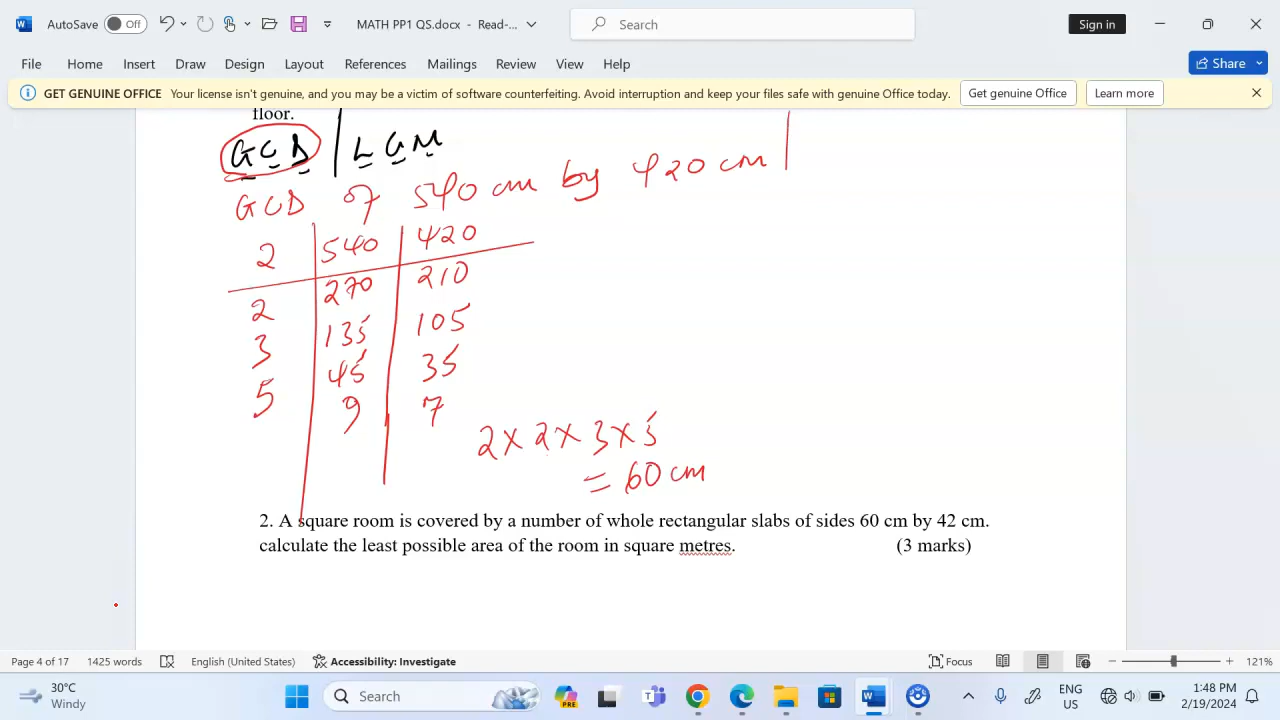 AutoSave Off MATH PP1 QS.docx - Read-... Search Sign in
File Home Insert Draw Design Layout References Mailings Review View Help Share
GET GENUINE OFFICE Your license isn't genuine, and you may be a victim of software counterfeiting. Avoid interruption and keep your files safe with genuine Office today. Get genuine Office Learn more
floor.
GCD | LCM
GCD of 540 cm by 420 cm
2 540 420
2 270 210
3 135 105
5 45 35
9 7
2 x 2 x 3 x 5
= 60 cm
2. A square room is covered by a number of whole rectangular slabs of sides 60 cm by 42 cm.
calculate the least possible area of the room in square metres. (3 marks)
Page 4 of 17 1425 words English (United States) Accessibility: Investigate Focus 121%
30°C
Windy
Search
PRE
ENG
US
1:48 PM
2/19/2024